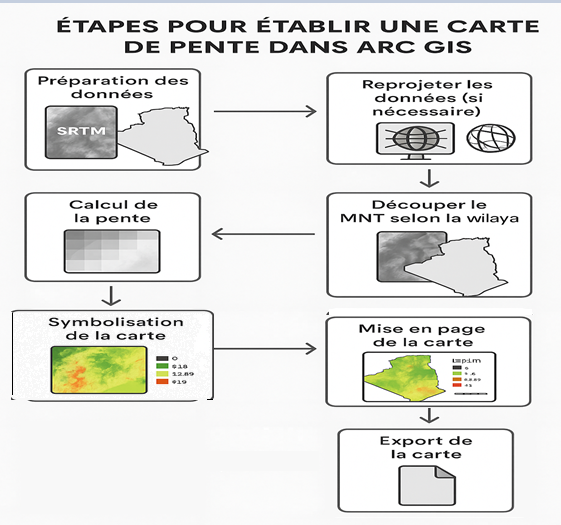 ÉTAPES POUR ÉTABLIR UNE CARTE
DE PENTE DANS ARC GIS
Préparation des
données
SRTM
Reprojeter les
données (si
nécessaire)
Découper le
MNT selon la wilaya
Calcul de
la pente
Symbolisation
de la carte
0
12.89
Mise en page
de la carte
Export de
la carte